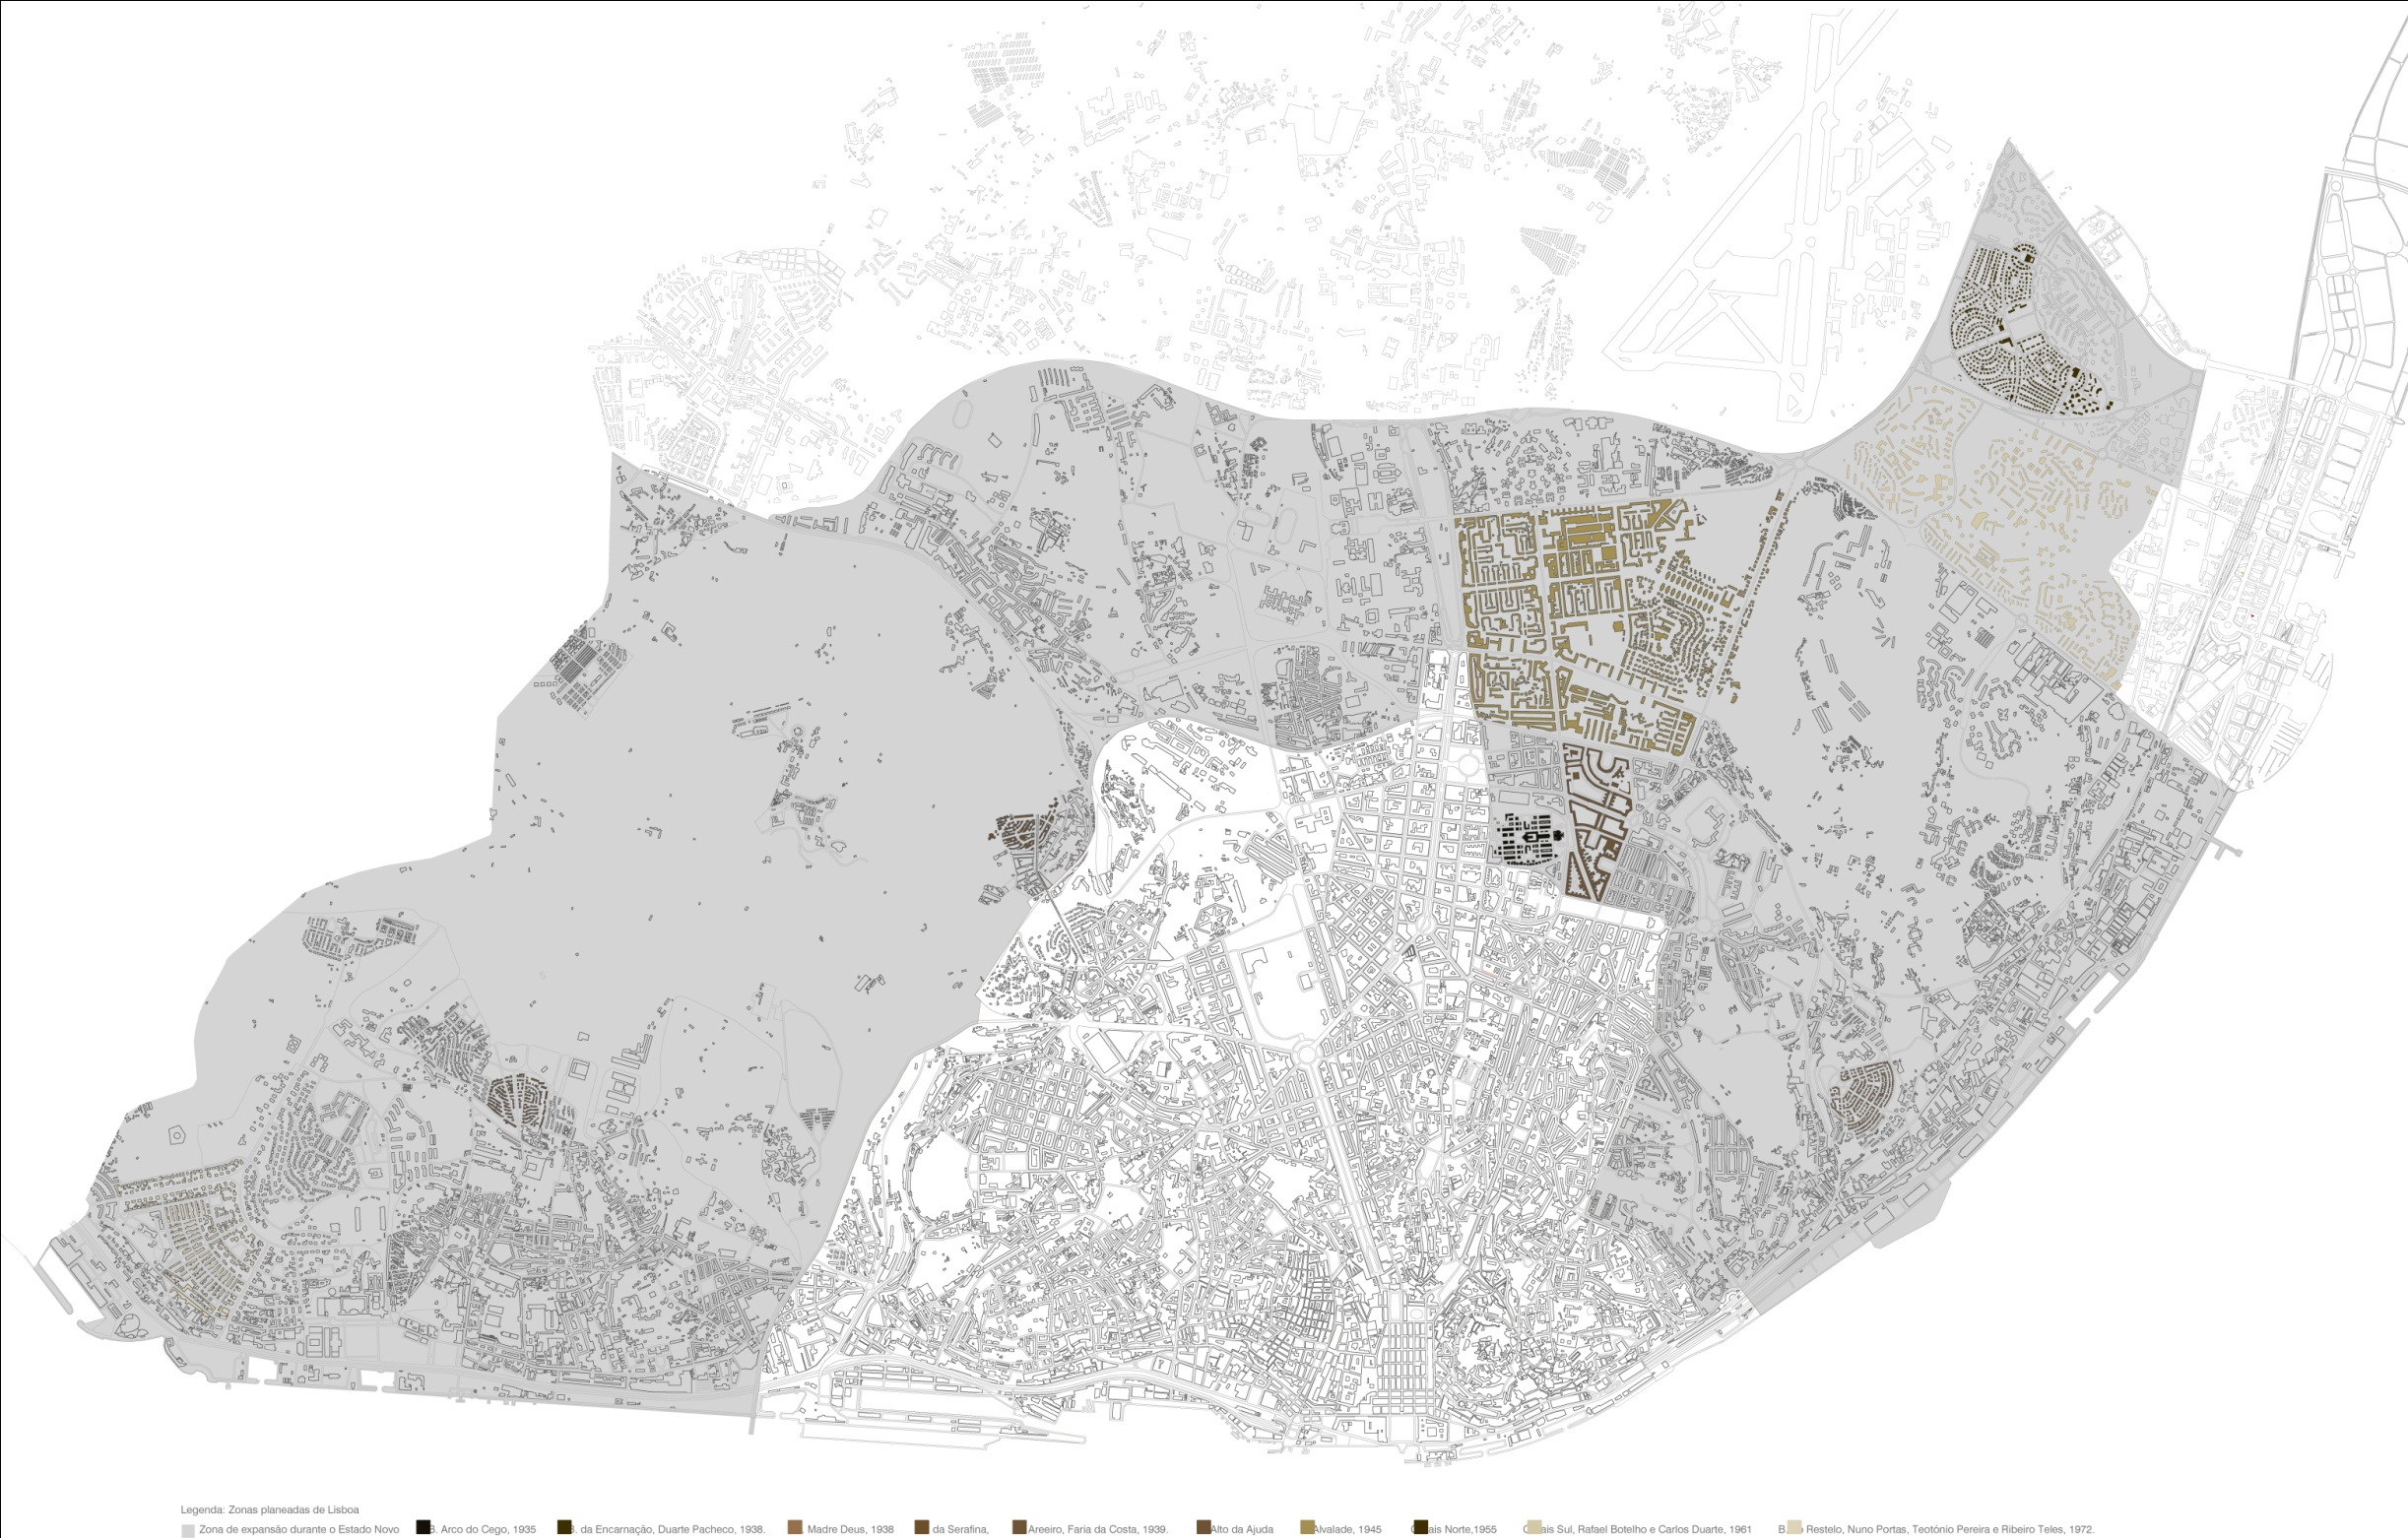 Legenda: Zonas planeadas de Lisboa
Zona de expansão durante o Estado Novo B. Arco do Cego, 1935 B. da Encarnação, Duarte Pacheco, 1938. Madre Deus, 1938 da Serafina, Areeiro, Faria da Costa, 1939. Alto da Ajuda Alvalade, 1945 Norte,1955 Sul, Rafael Botelho e Carlos Duarte, 1961 Restelo, Nuno Portas, Teotónio Pereira e Ribeiro Teles, 1972.